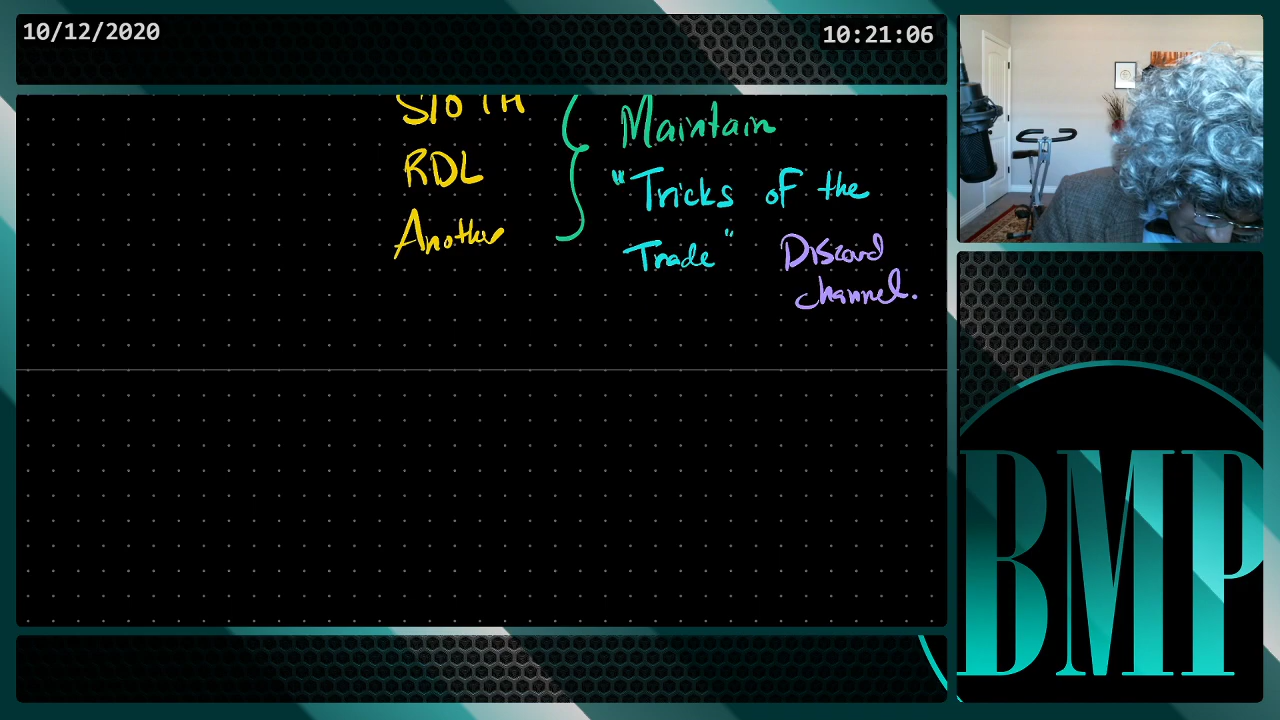 10/12/2020
10:21:06
Maintain
RDL
"Tricks of the
Another
Trade"
Discord
channel.
BMP